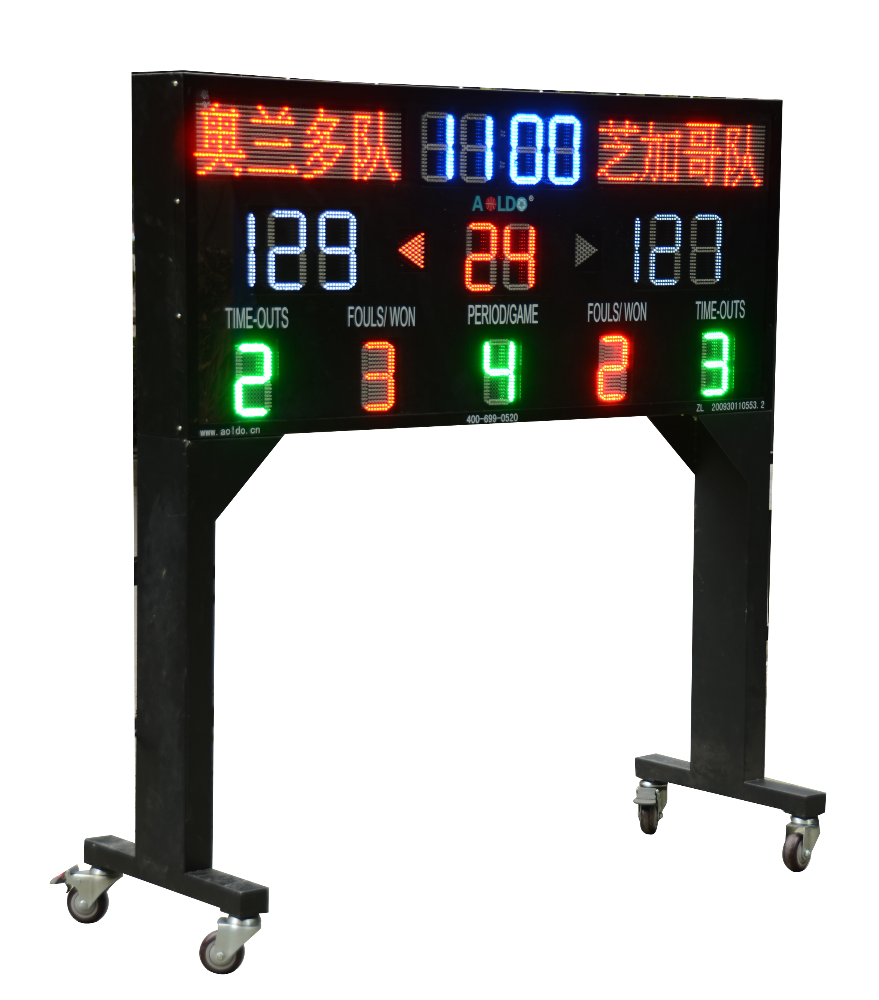 奥兰多队 11:00 芝加哥队
AOLDO®
129 24 127
TIME-OUTS FOULS/WON PERIOD/GAME FOULS/WON TIME-OUTS
2 3 4 2 3
www.aoldo.cn 400-699-0520 ZL 200930110553.2